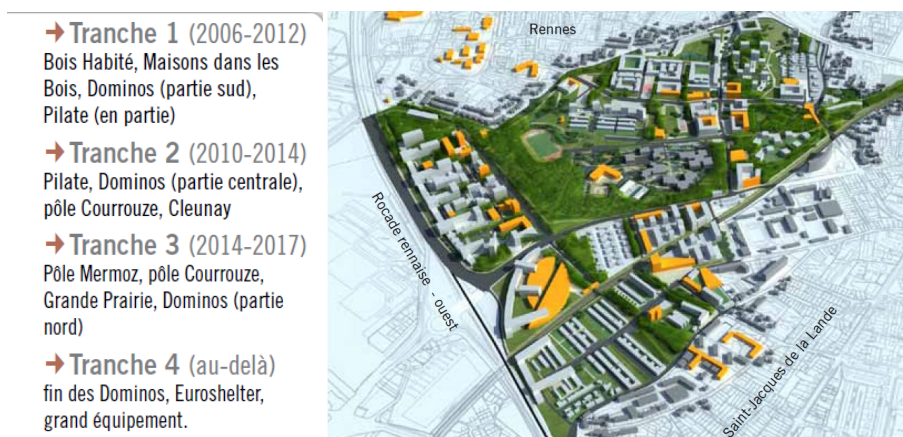 ➔ Tranche 1 (2006-2012)
Bois Habité, Maisons dans les
Bois, Dominos (partie sud),
Pilate (en partie)
➔ Tranche 2 (2010-2014)
Pilate, Dominos (partie centrale),
pôle Courrouze, Cleunay
➔ Tranche 3 (2014-2017)
Pôle Mermoz, pôle Courrouze,
Grande Prairie, Dominos (partie
nord)
➔ Tranche 4 (au-delà)
fin des Dominos, Euroshelter,
grand équipement.
Rennes
Rocade rennaise - ouest
Saint-Jacques de la Lande